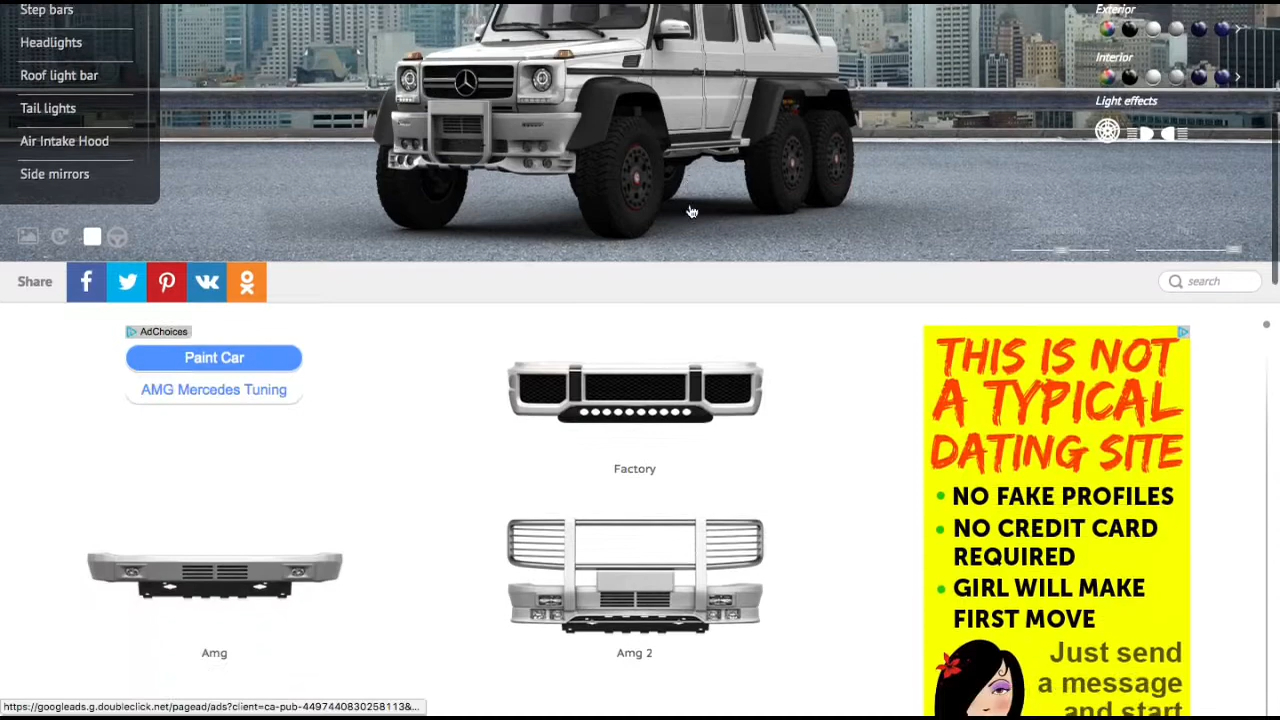 Step bars
Exterior
Headlights
Interior
Roof light bar
Light effects
Tail lights
Air Intake Hood
Side mirrors
Share
search
AdChoices
Paint Car
AMG Mercedes Tuning
Factory
Amg
Amg 2
THIS IS NOT
A TYPICAL
DATING SITE
NO FAKE PROFILES
NO CREDIT CARD
REQUIRED
GIRL WILL MAKE
FIRST MOVE
Just send
a message
and start
https://googleads.g.doubleclick.net/pagead/ads?client=ca-pub-4497440830258113&...